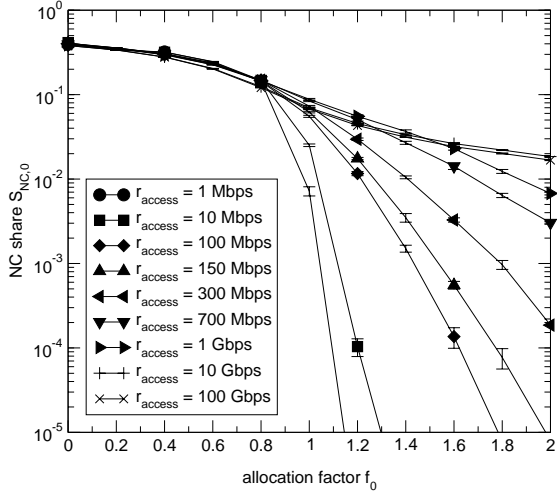 10^0
10^-1
10^-2
10^-3
10^-4
10^-5
NC share S_NC,0
r_access = 1 Mbps
r_access = 10 Mbps
r_access = 100 Mbps
r_access = 150 Mbps
r_access = 300 Mbps
r_access = 700 Mbps
r_access = 1 Gbps
r_access = 10 Gbps
r_access = 100 Gbps
0 0.2 0.4 0.6 0.8 1 1.2 1.4 1.6 1.8 2
allocation factor f_0